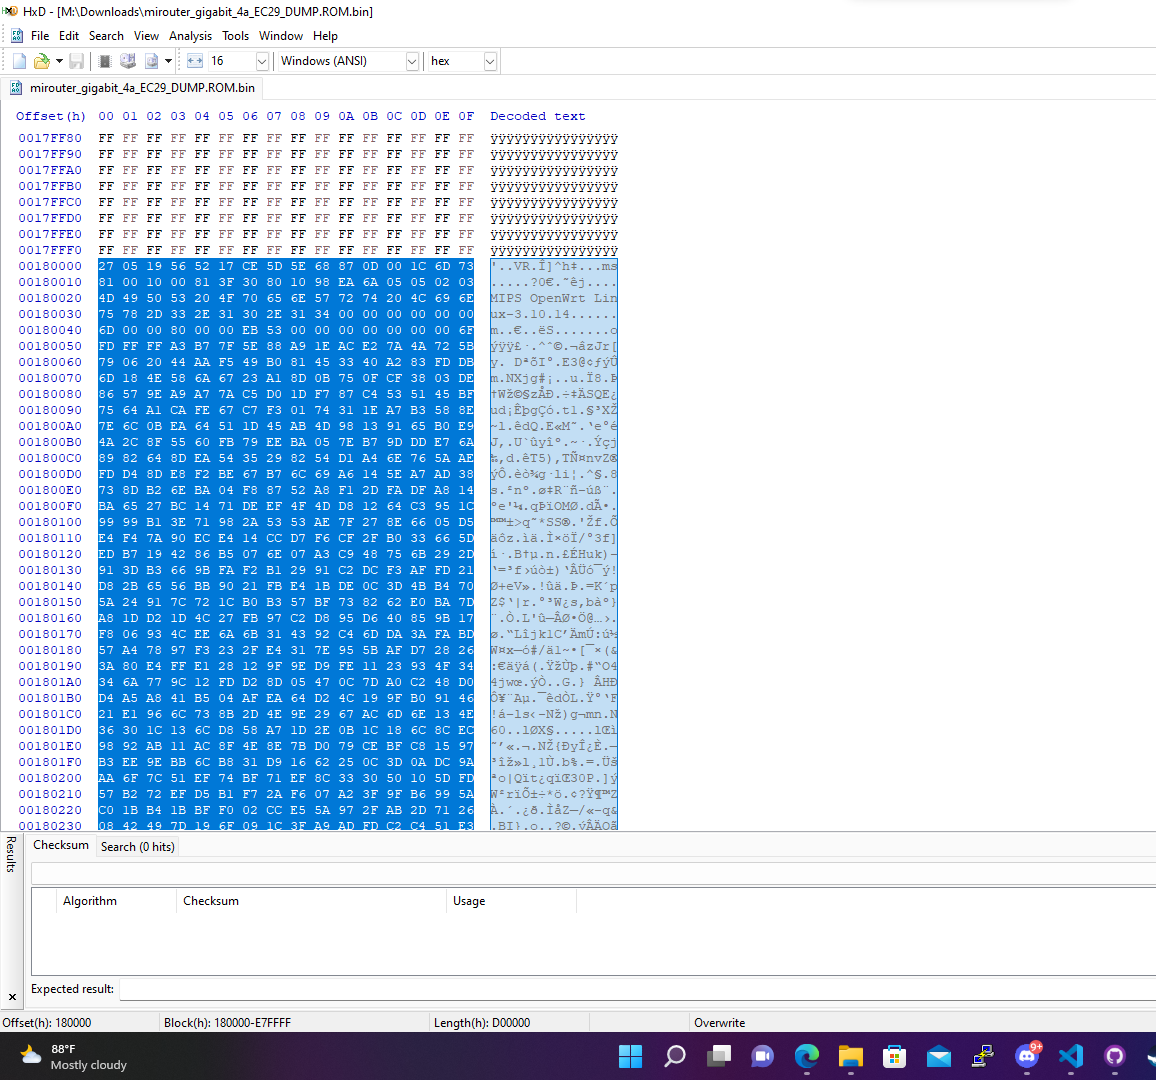 HxD - [M:\Downloads\mirouter_gigabit_4a_EC29_DUMP.ROM.bin]
File Edit Search View Analysis Tools Window Help
16 Windows (ANSI) hex
mirouter_gigabit_4a_EC29_DUMP.ROM.bin
Offset(h) 00 01 02 03 04 05 06 07 08 09 0A 0B 0C 0D 0E 0F Decoded text
0017FF80 FF FF FF FF FF FF FF FF FF FF FF FF FF FF FF FF ÿÿÿÿÿÿÿÿÿÿÿÿÿÿÿÿ
0017FF90 FF FF FF FF FF FF FF FF FF FF FF FF FF FF FF FF ÿÿÿÿÿÿÿÿÿÿÿÿÿÿÿÿ
0017FFA0 FF FF FF FF FF FF FF FF FF FF FF FF FF FF FF FF ÿÿÿÿÿÿÿÿÿÿÿÿÿÿÿÿ
0017FFB0 FF FF FF FF FF FF FF FF FF FF FF FF FF FF FF FF ÿÿÿÿÿÿÿÿÿÿÿÿÿÿÿÿ
0017FFC0 FF FF FF FF FF FF FF FF FF FF FF FF FF FF FF FF ÿÿÿÿÿÿÿÿÿÿÿÿÿÿÿÿ
0017FFD0 FF FF FF FF FF FF FF FF FF FF FF FF FF FF FF FF ÿÿÿÿÿÿÿÿÿÿÿÿÿÿÿÿ
0017FFE0 FF FF FF FF FF FF FF FF FF FF FF FF FF FF FF FF ÿÿÿÿÿÿÿÿÿÿÿÿÿÿÿÿ
0017FFF0 FF FF FF FF FF FF FF FF FF FF FF FF FF FF FF FF ÿÿÿÿÿÿÿÿÿÿÿÿÿÿÿÿ
00180000 27 05 19 56 52 17 CE 5D 5E 68 87 0D 00 1C 6D 73 '..VR.Î]^h‡...ms
00180010 81 00 10 00 81 3F 30 80 10 98 EA 6A 05 05 02 03 .....?0€.˜êj....
00180020 4D 49 50 53 20 4F 70 65 6E 57 72 74 20 4C 69 6E MIPS OpenWrt Lin
00180030 75 78 2D 33 2E 31 30 2E 31 34 00 00 00 00 00 00 ux-3.10.14......
00180040 6D 00 00 80 00 00 EB 53 00 00 00 00 00 00 00 6F m..€..ëS.......o
00180050 FD FF FF A3 B7 7F 5E 88 A9 1E AC E2 7A 4A 72 5B ýÿÿ£·.^ˆ©.¬âzJr[
00180060 79 06 20 44 AA F5 49 B0 81 45 33 40 A2 83 FD DB y. DªõI°.E3@¢ƒýÛ
00180070 6D 18 4E 58 6A 67 23 A1 8D 0B 75 0F CF 38 03 DE m.NXjg#¡..u.Ï8.Þ
00180080 86 57 9E A9 A7 7A C5 D0 1D F7 87 C4 53 51 45 BF †Wž©§zÅÐ.÷‡ÄSQE¿
00180090 75 64 A1 CA FE 67 C7 F3 01 74 31 1E A7 B3 58 8E ud¡ÊþgÇó.t1.§³XŽ
001800A0 7E 6C 0B EA 64 51 1D 45 AB 4D 98 13 91 65 B0 E9 ~l.êdQ.E«M˜.‘e°é
001800B0 4A 2C 8F 55 60 FB 79 EE BA 05 7E B7 9D DD E7 6A J,.U`ûyîº.~·.Ýçj
001800C0 89 82 64 8D EA 54 35 29 82 54 D1 A4 6E 76 5A AE ‰‚d.êT5)‚TÑ¤nvZ®
001800D0 FD D4 8D E8 F2 BE 67 B7 6C 69 A6 14 5E A7 AD 38 ýÔ.èò¾g·li¦.^§.8
001800E0 73 8D B2 6E BA 04 F8 87 52 A8 F1 2D FA DF A8 14 s.²nº.ø‡R¨ñ-úß¨.
001800F0 BA 65 27 BC 14 71 DE EF 4F 4D D8 12 64 C3 95 1C ºe'¼.qÞïOMØ.dÃ•.
00180100 99 99 B1 3E 71 98 2A 53 53 AE 7F 27 8E 66 05 D5 ™™±>q˜*SS®.'Žf.Õ
00180110 E4 F4 7A 90 EC E4 14 CC D7 F6 CF 2F B0 33 66 5D äôz.ìä.Ì×öÏ/°3f]
00180120 ED B7 19 42 86 B5 07 6E 07 A3 C9 48 75 6B 29 2D í·.B†µ.n.£ÉHuk)-
00180130 91 3D B3 66 9B FA F2 B1 29 91 C2 DC F3 AF FD 21 ‘=³f›úò±)‘ÂÜó¯ý!
00180140 D8 2B 65 56 BB 90 21 FB E4 1B DE 0C 3D 4B B4 70 Ø+eV».!ûä.Þ.=K´p
00180150 5A 24 91 7C 72 1C B0 B3 57 BF 73 82 62 E0 BA 7D Z$‘|r.°³W¿s‚bàº}
00180160 A8 1D D2 1D 4C 27 FB 97 C2 D8 95 D6 40 85 9B 17 ¨.Ò.L'û—ÂØ•Ö@…›.
00180170 F8 06 93 4C EE 6A 6B 31 43 92 C4 6D DA 3A FA BD ø.“Lîjk1C’ÄmÚ:ú½
00180180 57 A4 78 97 F3 23 2F E4 31 7E 95 5B AF D7 28 26 W¤x—ó#/ä1~•[¯×(&
00180190 3A 80 E4 FF E1 28 12 9F 9E D9 FE 11 23 93 4F 34 :€äÿá(.ŸžÙþ.#“O4
001801A0 34 6A 77 9C 12 FD D2 8D 05 47 0C 7D A0 C2 48 D0 4jwœ.ýÒ..G.} ÂHÐ
001801B0 D4 A5 A8 41 B5 04 AF EA 64 D2 4C 19 9F B0 91 46 Ô¥¨Aµ.¯êdÒL.Ÿ°‘F
001801C0 21 E1 96 6C 73 8B 2D 4E 9E 29 67 AC 6D 6E 13 4E !á–ls‹-Nž)g¬mn.N
001801D0 36 30 1C 13 6C D8 58 A7 1D 2E 0B 1C 18 6C 8C EC 60..lØX§.....lŒì
001801E0 98 92 AB 11 AC 8F 4E 8E 7B D0 79 CE BF C8 15 97 ˜’«.¬.NŽ{ÐyÎ¿È.—
001801F0 B3 EE 9E BB 6C B8 31 D9 16 62 25 0C 3D 0A DC 9A ³îž»l¸1Ù.b%.=.Üš
00180200 AA 6F 7C 51 EF 74 BF 71 EF 8C 33 30 50 10 5D FD ªo|Qït¿qïŒ30P.]ý
00180210 57 B2 72 EF D5 B1 F7 2A F6 07 A2 3F 9F B6 99 5A W²rïÕ±÷*ö.¢?Ÿ¶™Z
00180220 C0 1B B4 1B BF F0 02 CC E5 5A 97 2F AB 2D 71 26 À.´.¿ð.ÌåZ—/«-q&
00180230 08 42 49 7D 19 6F 09 1C 3F A9 AD FD C2 C4 51 E3 .BI}.o..?©.ýÂÄQã
Results
Checksum Search (0 hits)
Algorithm Checksum Usage
Expected result:
Offset(h): 180000 Block(h): 180000-E7FFFF Length(h): D00000 Overwrite
88°F
Mostly cloudy
9+